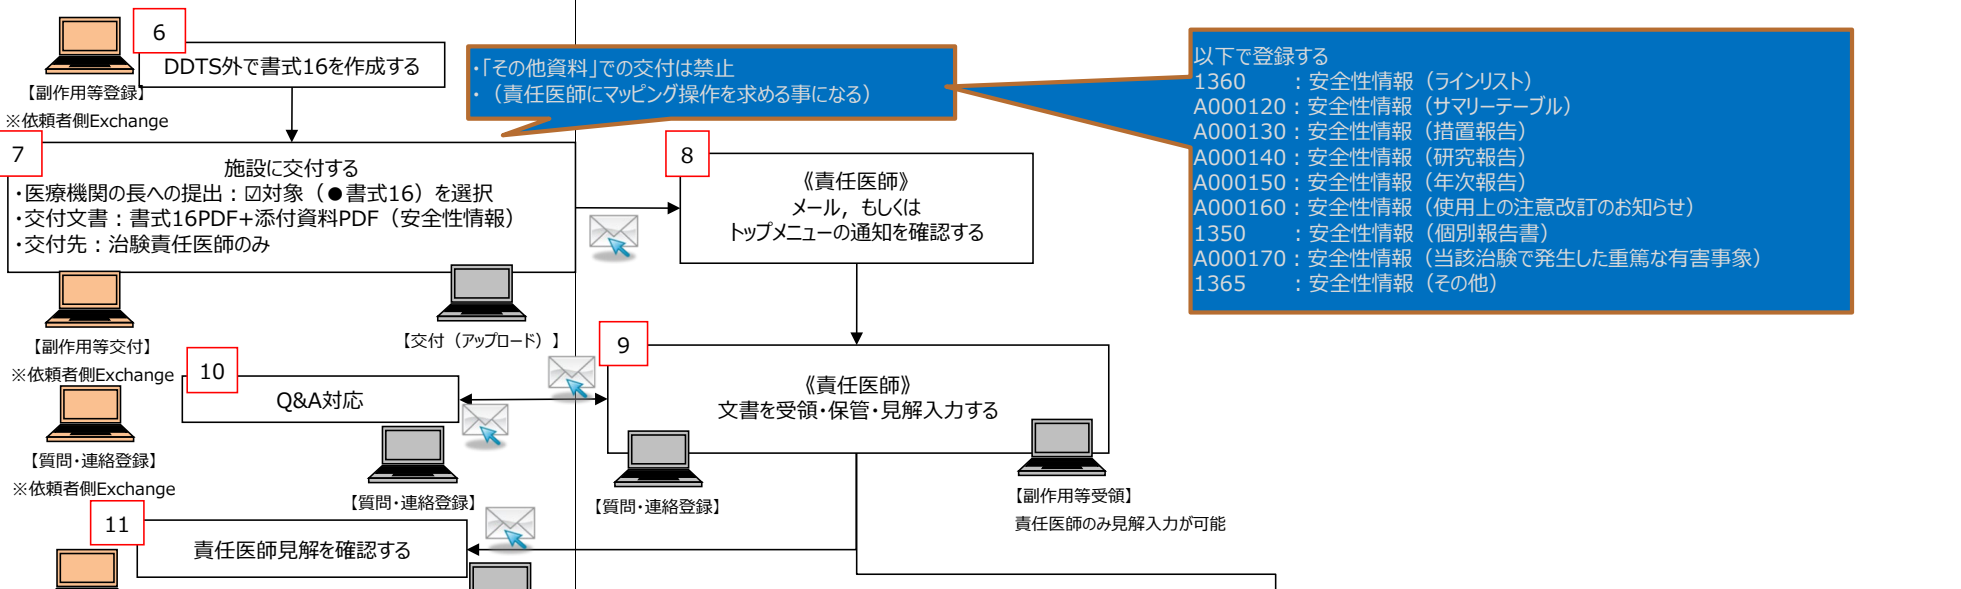 6
DDTS外で書式16を作成する
【副作用等登録】
※依頼者側Exchange
・「その他資料」での交付は禁止
・（責任医師にマッピング操作を求める事になる）
以下で登録する
1360　　：安全性情報（ラインリスト）
A000120：安全性情報（サマリーテーブル）
A000130：安全性情報（措置報告）
A000140：安全性情報（研究報告）
A000150：安全性情報（年次報告）
A000160：安全性情報（使用上の注意改訂のお知らせ）
1350　　：安全性情報（個別報告書）
A000170：安全性情報（当該治験で発生した重篤な有害事象）
1365　　：安全性情報（その他）
7
施設に交付する
・医療機関の長への提出：☑対象（●書式16）を選択
・交付文書：書式16PDF+添付資料PDF（安全性情報）
・交付先：治験責任医師のみ
【副作用等交付】
※依頼者側Exchange
【交付（アップロード）】
8
《責任医師》
メール，もしくは
トップメニューの通知を確認する
9
《責任医師》
文書を受領・保管・見解入力する
【質問・連絡登録】
【副作用等受領】
責任医師のみ見解入力が可能
10
Q&A対応
【質問・連絡登録】
※依頼者側Exchange
【質問・連絡登録】
11
責任医師見解を確認する